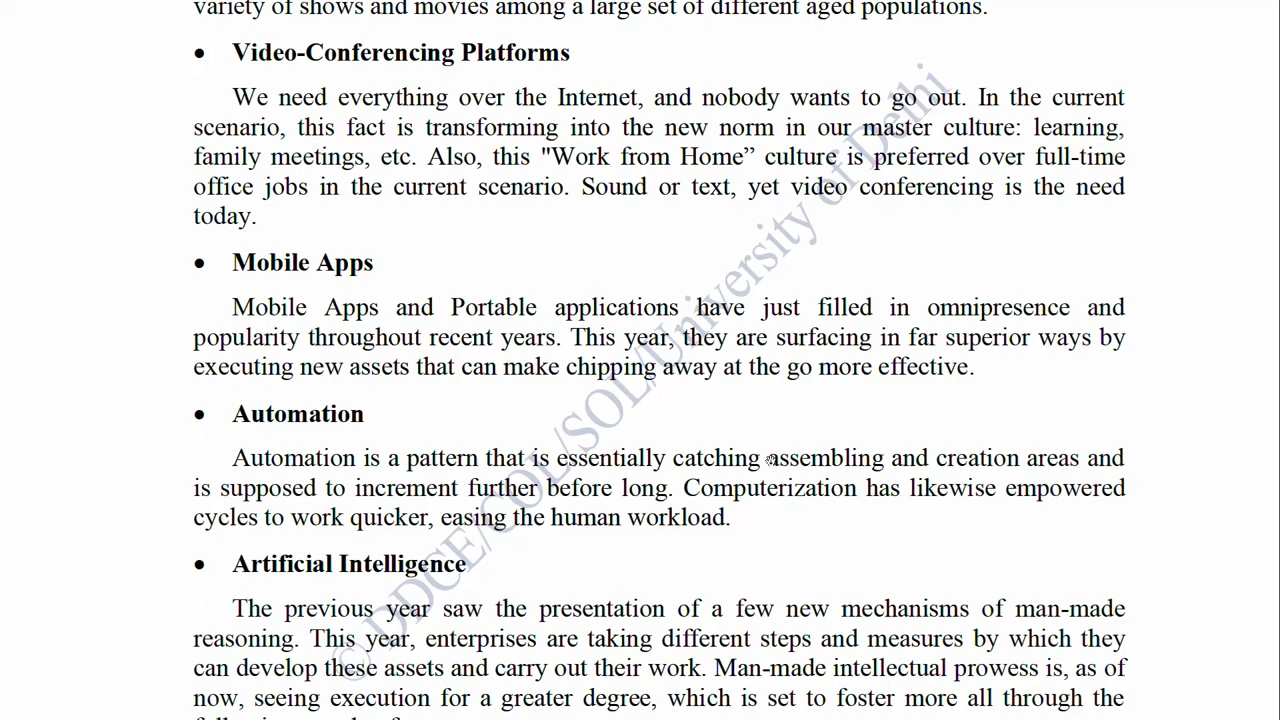 variety of shows and movies among a large set of different aged populations.
• Video-Conferencing Platforms
We need everything over the Internet, and nobody wants to go out. In the current
scenario, this fact is transforming into the new norm in our master culture: learning,
family meetings, etc. Also, this "Work from Home” culture is preferred over full-time
office jobs in the current scenario. Sound or text, yet video conferencing is the need
today.
• Mobile Apps
Mobile Apps and Portable applications have just filled in omnipresence and
popularity throughout recent years. This year, they are surfacing in far superior ways by
executing new assets that can make chipping away at the go more effective.
• Automation
Automation is a pattern that is essentially catching assembling and creation areas and
is supposed to increment further before long. Computerization has likewise empowered
cycles to work quicker, easing the human workload.
• Artificial Intelligence
The previous year saw the presentation of a few new mechanisms of man-made
reasoning. This year, enterprises are taking different steps and measures by which they
can develop these assets and carry out their work. Man-made intellectual prowess is, as of
now, seeing execution for a greater degree, which is set to foster more all through the
© DDCE/COL/SOL/University of Delhi